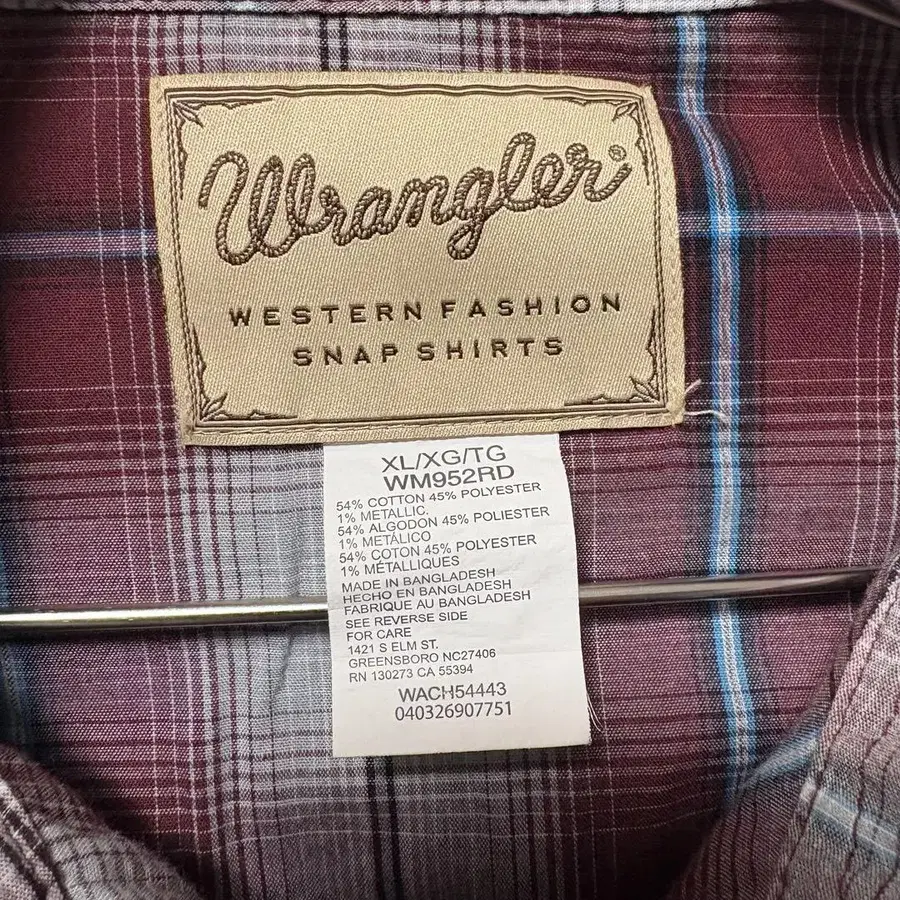 Wrangler
WESTERN FASHION
SNAP SHIRTS
XL/XG/TG
WM952RD
54% COTTON 45% POLYESTER
1% METALLIC.
54% ALGODON 45% POLIESTER
1% METÁLICO
54% COTON 45% POLYESTER
1% MÉTALLIQUES
MADE IN BANGLADESH
HECHO EN BANGLADESH
FABRIQUE AU BANGLADESH
SEE REVERSE SIDE
FOR CARE
1421 S ELM ST.
GREENSBORO NC27406
RN 130273 CA 55394
WACH54443
040326907751